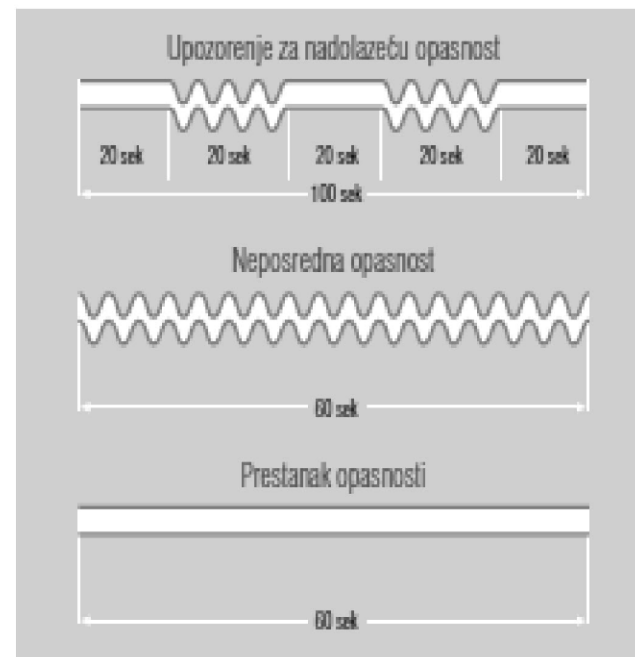 Upozorenje za nadolazeću opasnost
20 sek 20 sek 20 sek 20 sek 20 sek
100 sek
Neposredna opasnost
60 sek
Prestanak opasnosti
60 sek